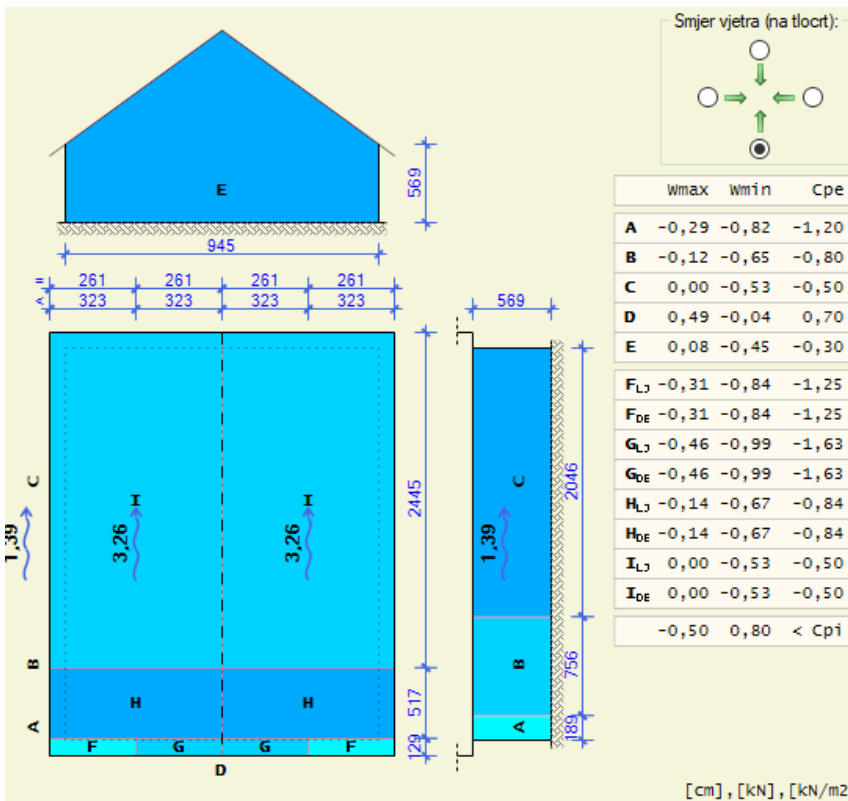 Smjer vjetra (na tlocrt):
E
569
945
= 261 261 261 261
< 323 323 323 323
569
Wmax Wmin Cpe
A -0,29 -0,82 -1,20
B -0,12 -0,65 -0,80
C 0,00 -0,53 -0,50
D 0,49 -0,04 0,70
E 0,08 -0,45 -0,30
FLJ -0,31 -0,84 -1,25
FDE -0,31 -0,84 -1,25
GLJ -0,46 -0,99 -1,63
GDE -0,46 -0,99 -1,63
HLJ -0,14 -0,67 -0,84
HDE -0,14 -0,67 -0,84
ILJ 0,00 -0,53 -0,50
IDE 0,00 -0,53 -0,50
-0,50 0,80 < Cpi
C
1,39
I
3,26
I
3,26
2445
C
1,39
2046
B
H
H
517
B
756
A
F
G
G
F
129
A
189
D
[cm],[kN],[kN/m2